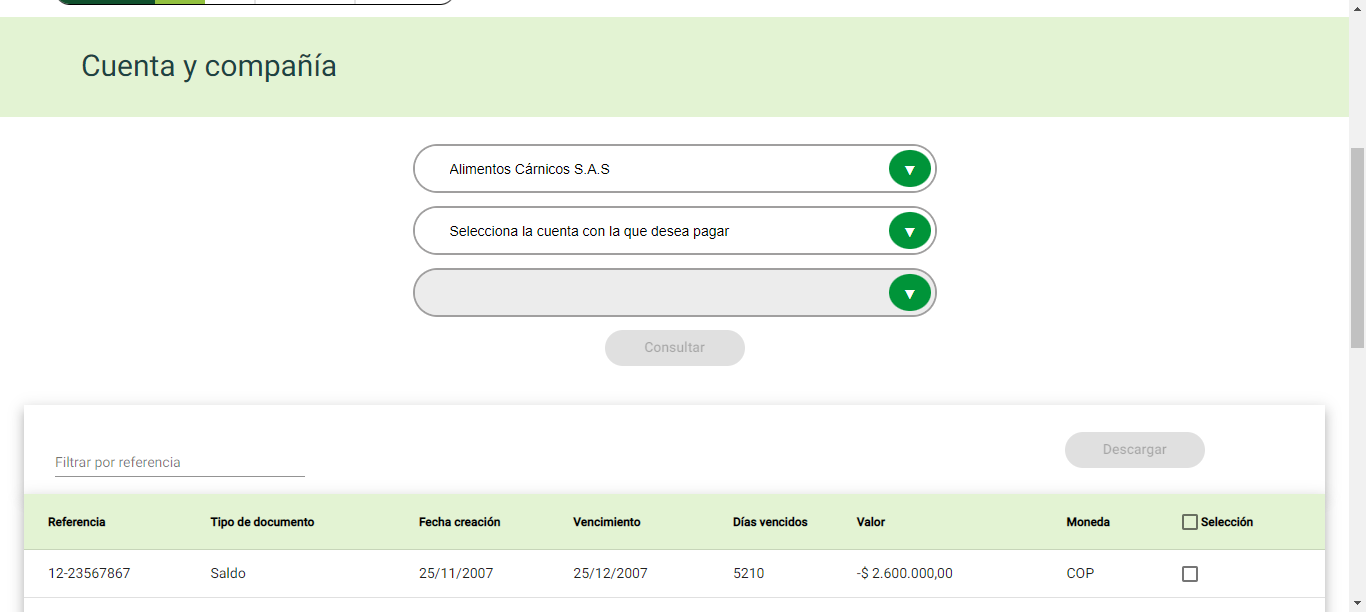 Cuenta y compañía
Alimentos Cárnicos S.A.S
Selecciona la cuenta con la que desea pagar
Consultar
Descargar
Filtrar por referencia
Referencia Tipo de documento Fecha creación Vencimiento Días vencidos Valor Moneda Selección
12-23567867 Saldo 25/11/2007 25/12/2007 5210 -$ 2.600.000,00 COP